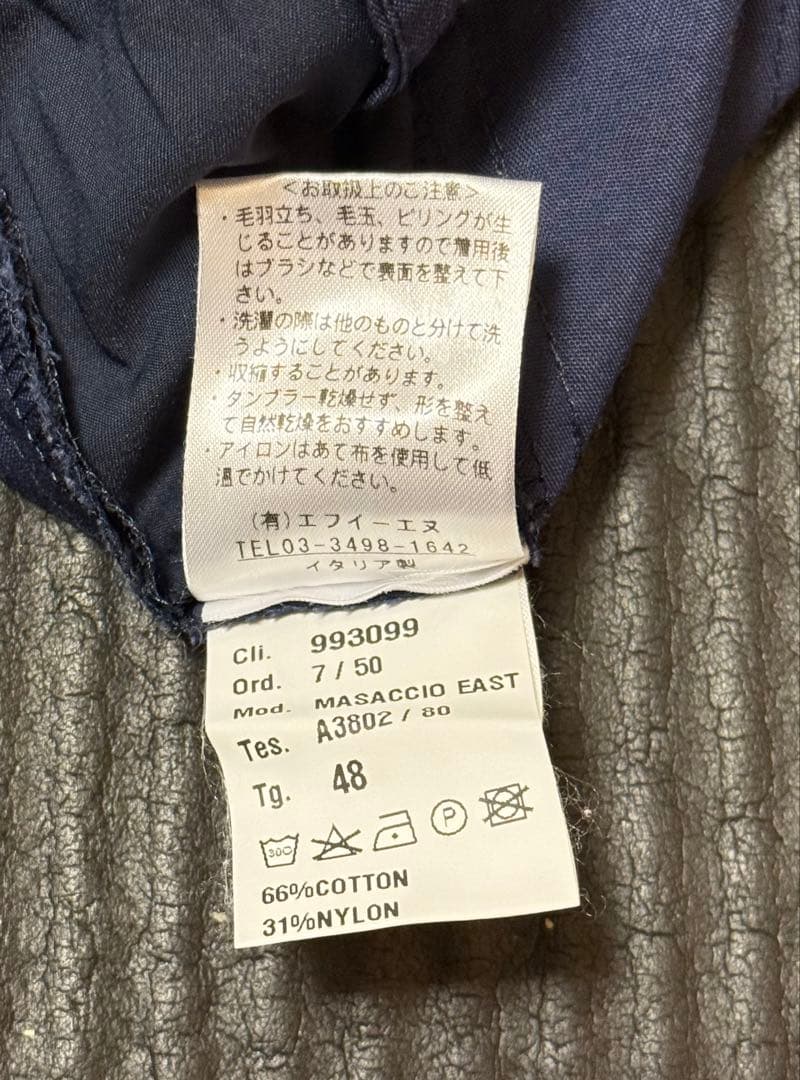 <お取扱上のご注意>
・毛羽立ち、毛玉、ピリングが生
じることがありますので着用後
はブラシなどで表面を整えて下
さい。
・洗濯の際は他のものと分けて洗
うようにしてください。
・収縮することがあります。
・タンブラー乾燥せず、形を整え
て自然乾燥をおすすめします。
・アイロンはあて布を使用して低
温でかけてください。
(有)エフイーエヌ
TEL03-3498-1642
イタリア製
Cli. 993099
Ord. 7 / 50
Mod. MASACCIO EAST
Tes. A3802 / 80
Tg. 48
30C P
66%COTTON
31%NYLON